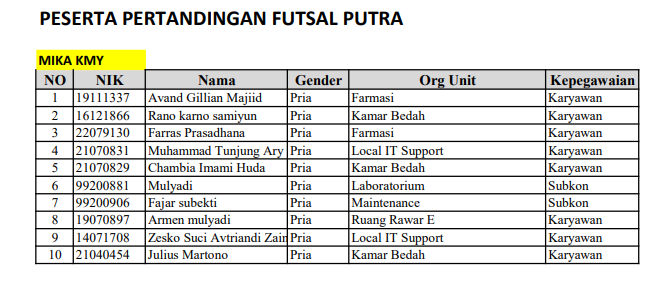 PESERTA PERTANDINGAN FUTSAL PUTRA
MIKA KMY
NO NIK Nama Gender Org Unit Kepegawaian
1 19111337 Avand Gillian Majiid Pria Farmasi Karyawan
2 16121866 Rano karno samiyun Pria Kamar Bedah Karyawan
3 22079130 Farras Prasadhana Pria Farmasi Karyawan
4 21070831 Muhammad Tunjung Ary Pria Local IT Support Karyawan
5 21070829 Chambia Imami Huda Pria Kamar Bedah Karyawan
6 99200881 Mulyadi Pria Laboratorium Subkon
7 99200906 Fajar subekti Pria Maintenance Subkon
8 19070897 Armen mulyadi Pria Ruang Rawar E Karyawan
9 14071708 Zesko Suci Avtriandi Zain Pria Local IT Support Karyawan
10 21040454 Julius Martono Pria Kamar Bedah Karyawan